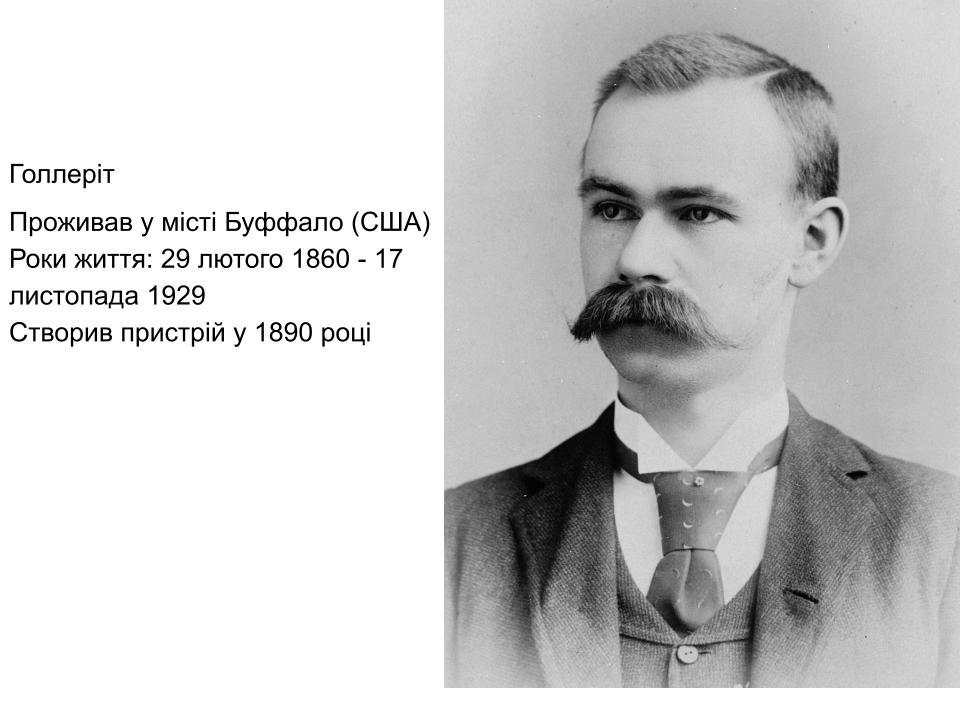 Голлеріт
Проживав у місті Буффало (США)
Роки життя: 29 лютого 1860 - 17
листопада 1929
Створив пристрій у 1890 році